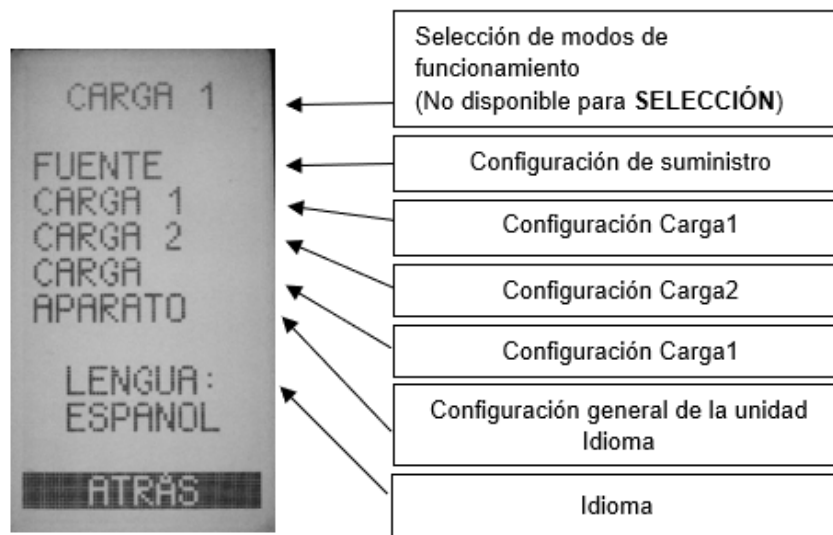 CARGA 1
FUENTE
CARGA 1
CARGA 2
CARGA
APARATO
LENGUA:
ESPAÑOL
ATRÁS
Selección de modos de
funcionamiento
(No disponible para SELECCIÓN)
Configuración de suministro
Configuración Carga1
Configuración Carga2
Configuración Carga1
Configuración general de la unidad
Idioma
Idioma